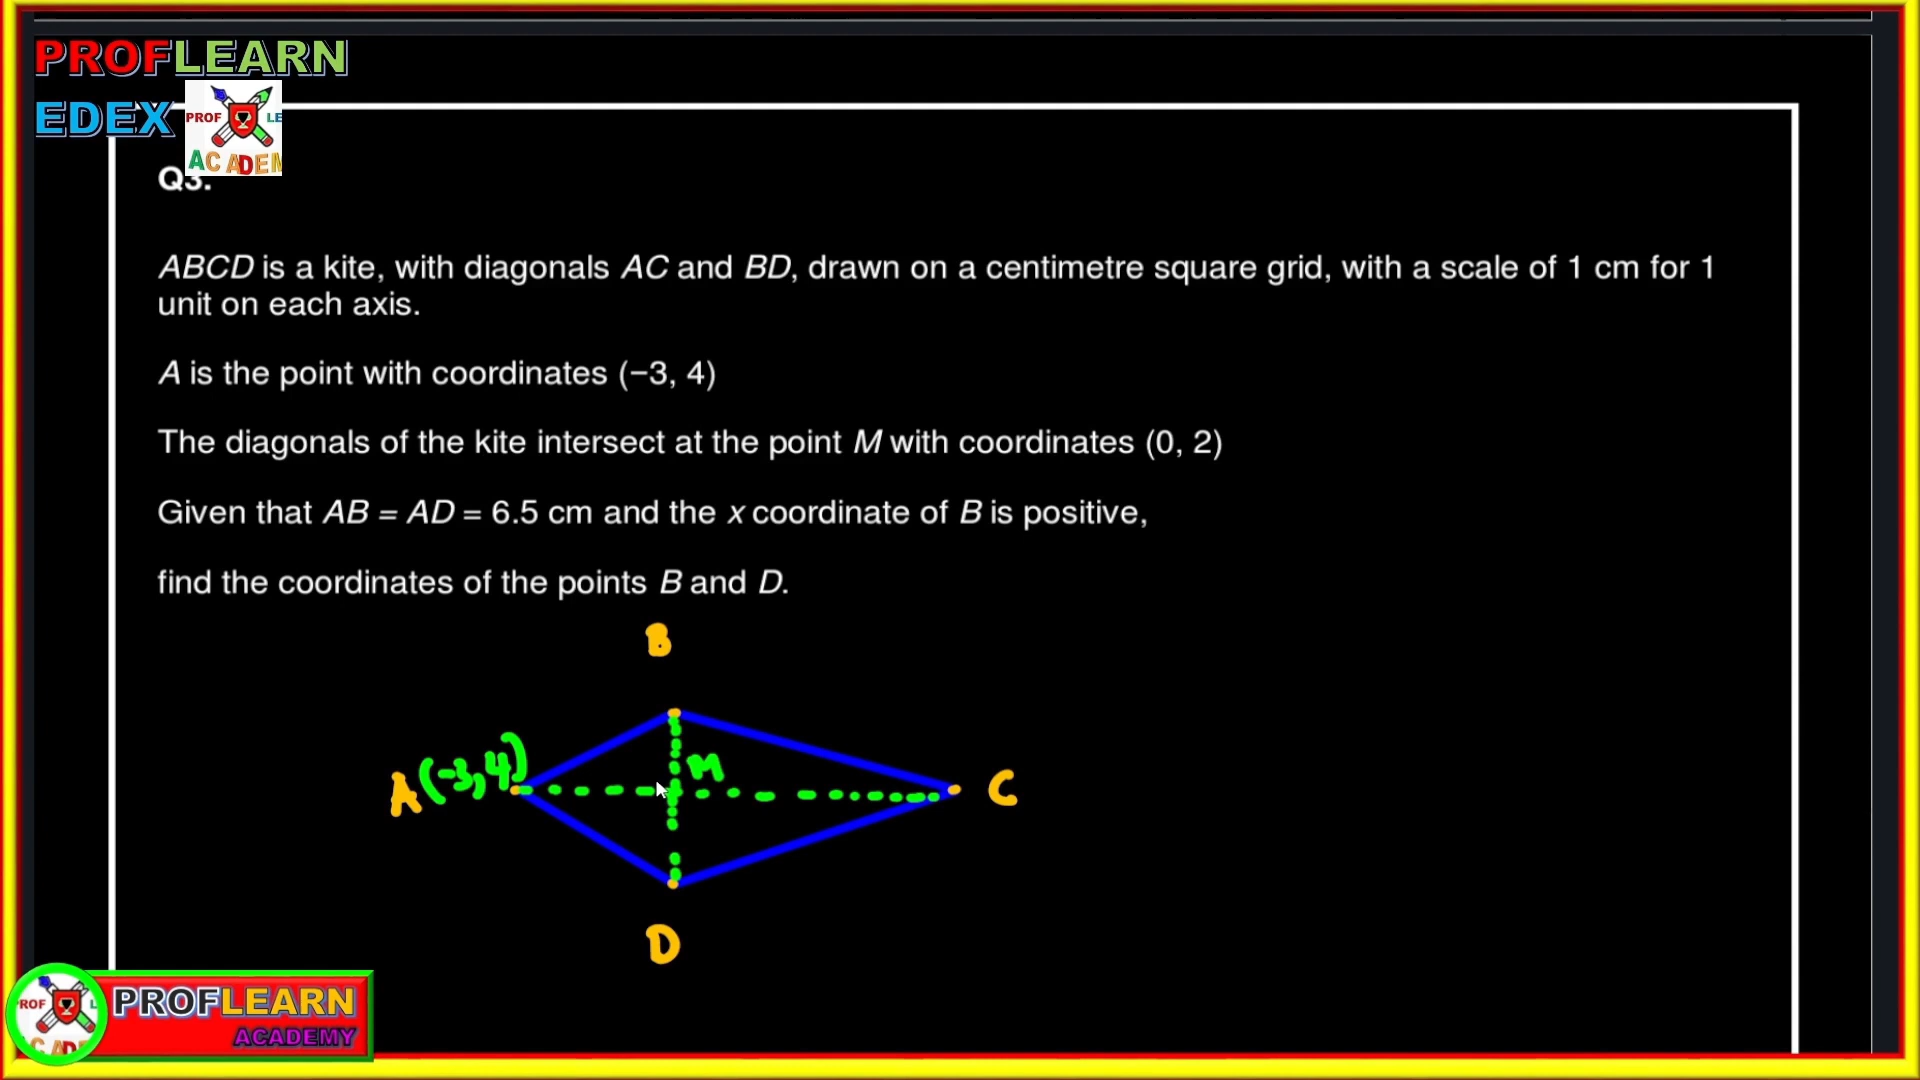 PROFLEARN
EDEX
PROF LE
ACADEM
Q3.
ABCD is a kite, with diagonals AC and BD, drawn on a centimetre square grid, with a scale of 1 cm for 1
unit on each axis.
A is the point with coordinates (−3, 4)
The diagonals of the kite intersect at the point M with coordinates (0, 2)
Given that AB = AD = 6.5 cm and the x coordinate of B is positive,
find the coordinates of the points B and D.
B
A (-3,4)
M
C
D
ROF L
PROFLEARN
ACADEMY